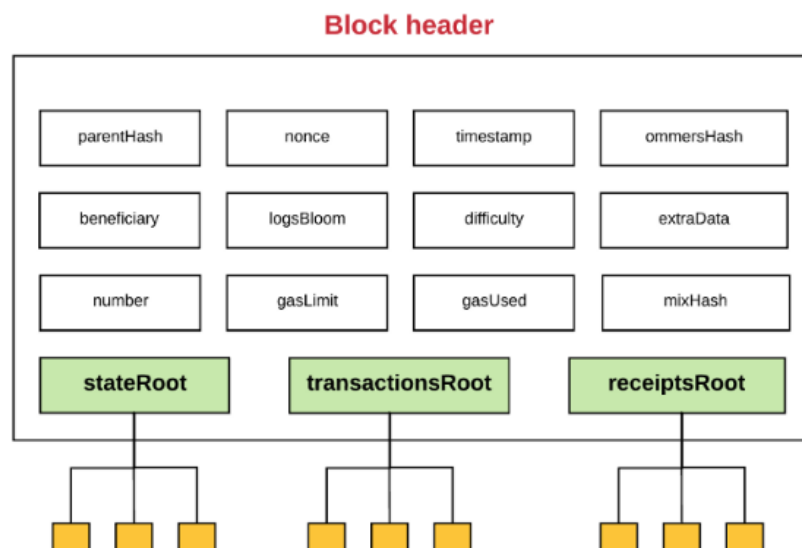 Block header
parentHash
nonce
timestamp
ommersHash
beneficiary
logsBloom
difficulty
extraData
number
gasLimit
gasUsed
mixHash
stateRoot
transactionsRoot
receiptsRoot